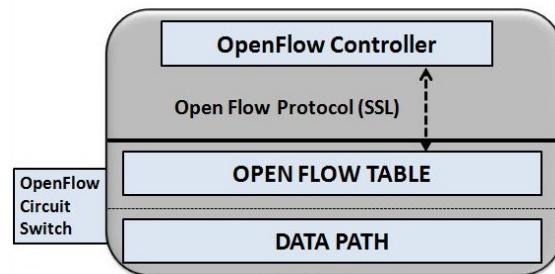 OpenFlow Controller
Open Flow Protocol (SSL)
OPEN FLOW TABLE
OpenFlow
Circuit
Switch
DATA PATH